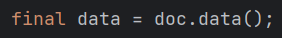 final data = doc.data();